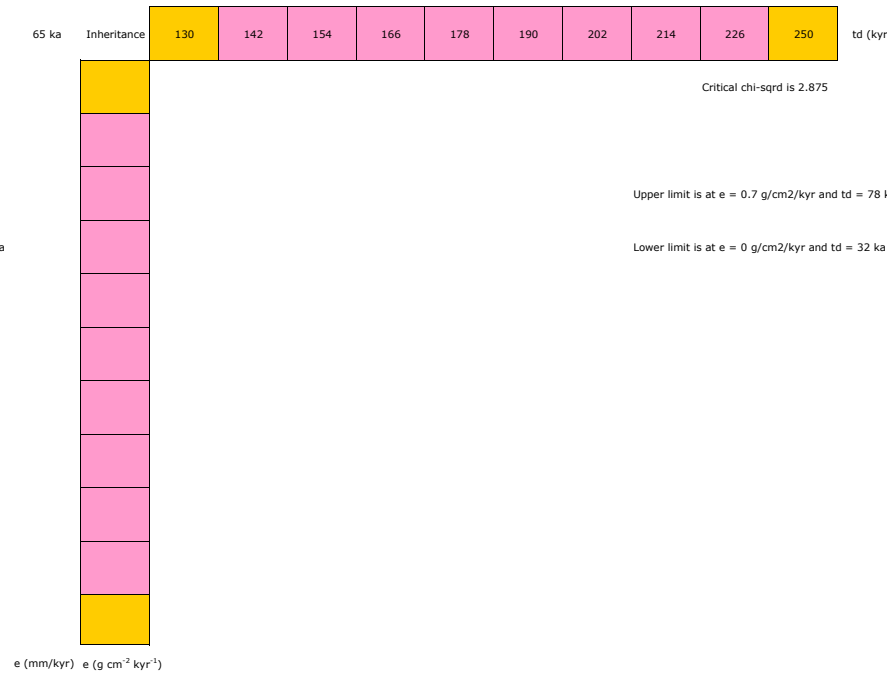 65 ka Inheritance 130 142 154 166 178 190 202 214 226 250 td (kyr
Critical chi-sqrd is 2.875
Upper limit is at e = 0.7 g/cm2/kyr and td = 78 k
a Lower limit is at e = 0 g/cm2/kyr and td = 32 ka
e (mm/kyr) e (g cm⁻² kyr⁻¹)